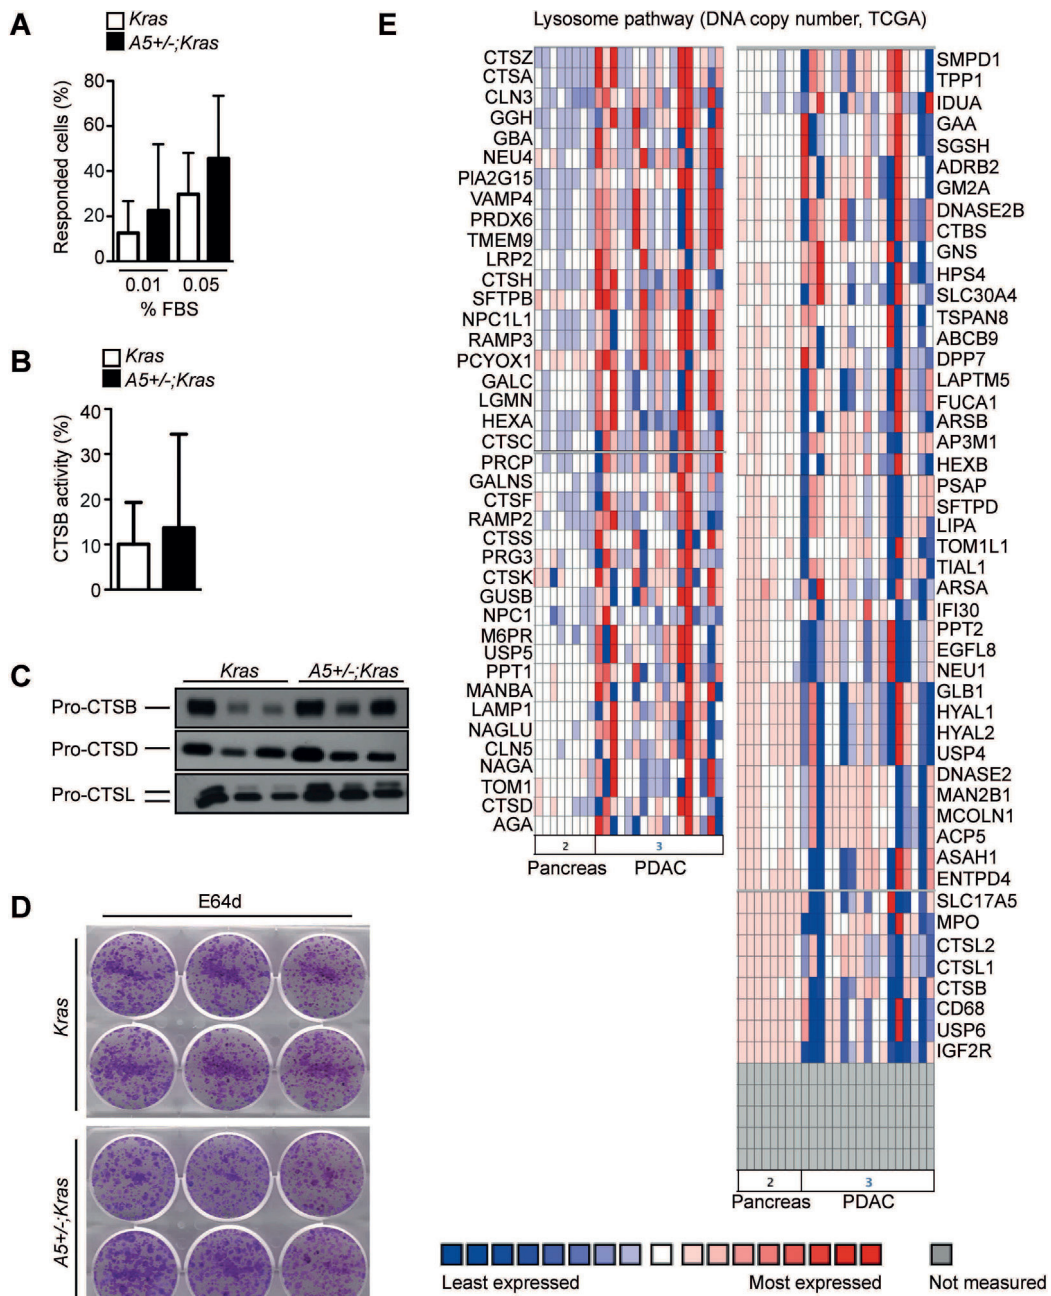 A
Kras
A5+/-;Kras
Responded cells (%)
80
60
40
20
0
0.01
0.05
% FBS
B
Kras
A5+/-;Kras
CTSB activity (%)
40
30
20
10
0
C
Kras
A5+/-;Kras
Pro-CTSB
Pro-CTSD
Pro-CTSL
D
E64d
Kras
A5+/-;Kras
E
Lysosome pathway (DNA copy number, TCGA)
CTSZ
CTSA
CLN3
GGH
GBA
NEU4
PIA2G15
VAMP4
PRDX6
TMEM9
LRP2
CTSH
SFTPB
NPC1L1
RAMP3
PCYOX1
GALC
LGMN
HEXA
CTSC
PRCP
GALNS
CTSF
RAMP2
CTSS
PRG3
CTSK
GUSB
NPC1
M6PR
USP5
PPT1
MANBA
LAMP1
NAGLU
CLN5
NAGA
TOM1
CTSD
AGA
2
3
Pancreas
PDAC
SMPD1
TPP1
IDUA
GAA
SGSH
ADRB2
GM2A
DNASE2B
CTBS
GNS
HPS4
SLC30A4
TSPAN8
ABCB9
DPP7
LAPTM5
FUCA1
ARSB
AP3M1
HEXB
PSAP
SFTPD
LIPA
TOM1L1
TIAL1
ARSA
IFI30
PPT2
EGFL8
NEU1
GLB1
HYAL1
HYAL2
USP4
DNASE2
MAN2B1
MCOLN1
ACP5
ASAH1
ENTPD4
SLC17A5
MPO
CTSL2
CTSL1
CTSB
CD68
USP6
IGF2R
2
3
Pancreas
PDAC
Least expressed
Most expressed
Not measured